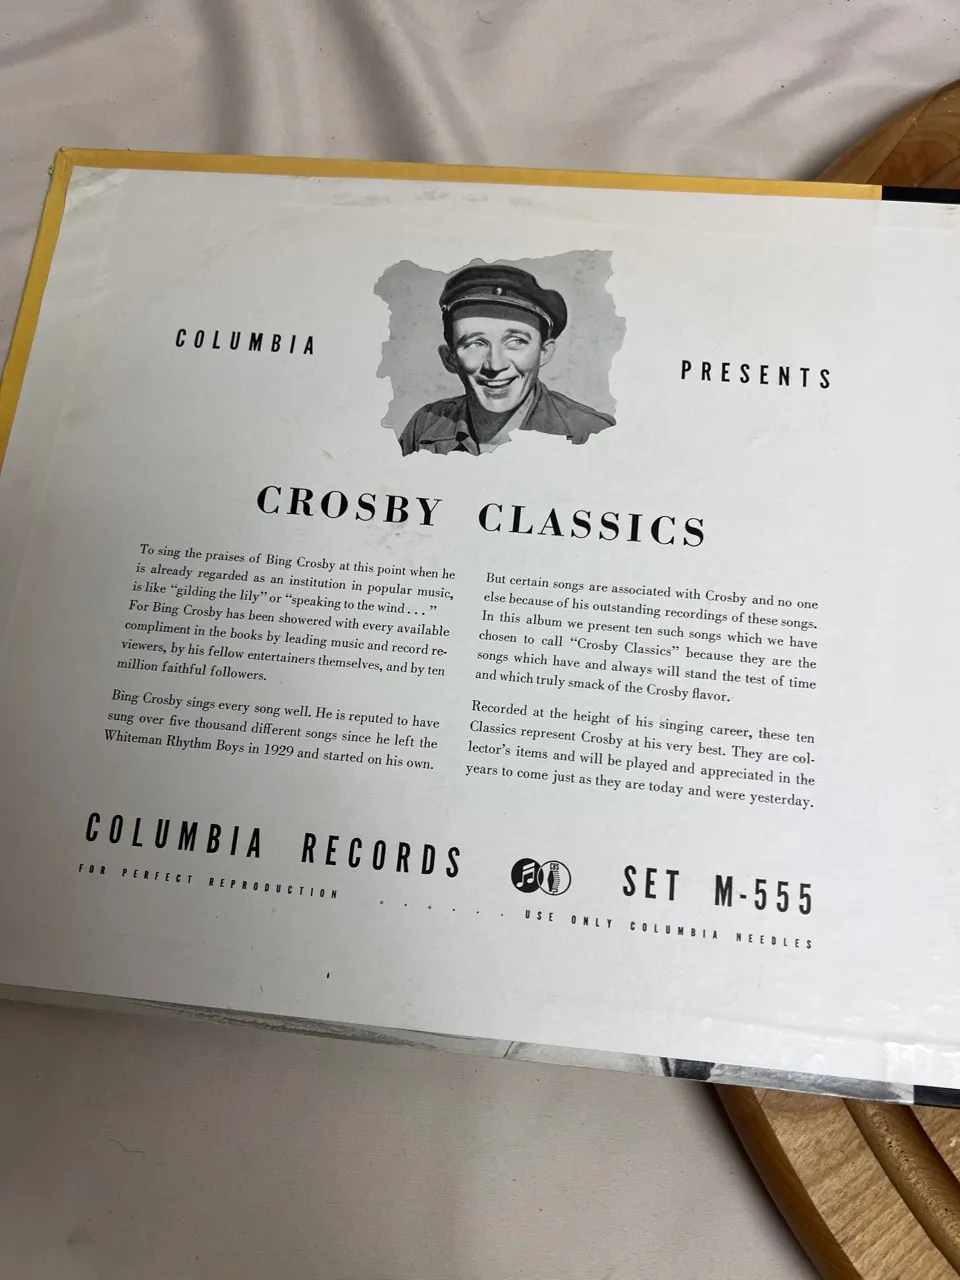 COLUMBIA
PRESENTS
CROSBY CLASSICS
To sing the praises of Bing Crosby at this point when he
is already regarded as an institution in popular music,
is like “gilding the lily” or “speaking to the wind . . . ”
For Bing Crosby has been showered with every available
compliment in the books by leading music and record re-
viewers, by his fellow entertainers themselves, and by ten
million faithful followers.
Bing Crosby sings every song well. He is reputed to have
sung over five thousand different songs since he left the
Whiteman Rhythm Boys in 1929 and started on his own.
But certain songs are associated with Crosby and no one
else because of his outstanding recordings of these songs.
In this album we present ten such songs which we have
chosen to call “Crosby Classics” because they are the
songs which have and always will stand the test of time
and which truly smack of the Crosby flavor.
Recorded at the height of his singing career, these ten
Classics represent Crosby at his very best. They are col-
lector’s items and will be played and appreciated in the
years to come just as they are today and were yesterday.
COLUMBIA RECORDS
CBS
SET M-555
FOR PERFECT REPRODUCTION . . . . . . USE ONLY COLUMBIA NEEDLES